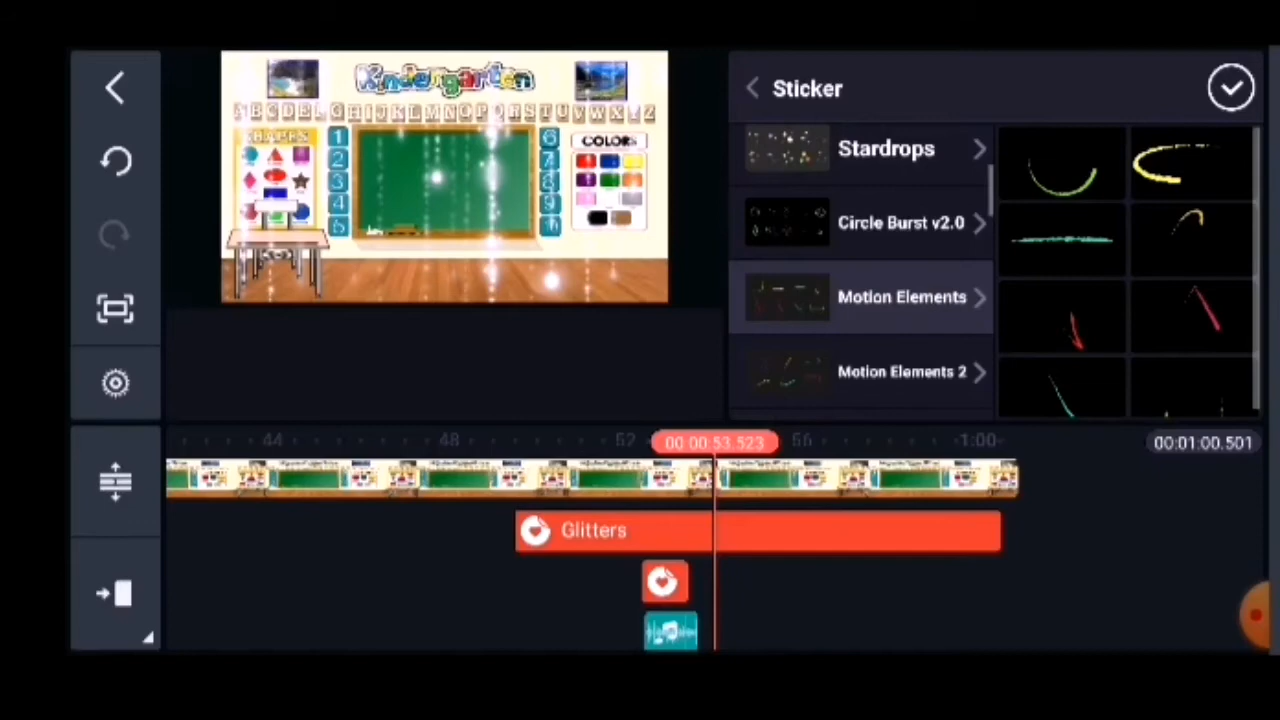 Sticker
Kindergarten
A B C D E F G H I J K L M N O P Q R S T U V W X Y Z
SHAPES
COLORS
1
2
3
4
5
6
7
8
9
10
Stardrops
Circle Burst v2.0
Motion Elements
Motion Elements 2
44
48
52
00:00:53.523
56
1:00
00:01:00.501
Glitters